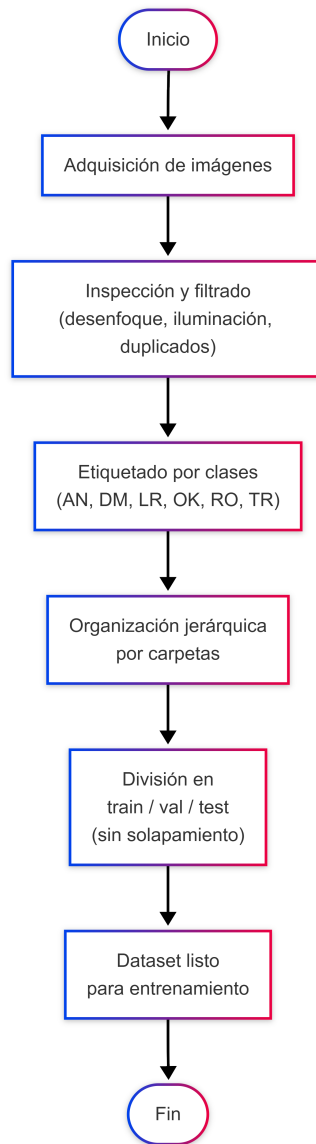 Inicio
Adquisición de imágenes
Inspección y filtrado
(desenfoque, iluminación,
duplicados)
Etiquetado por clases
(AN, DM, LR, OK, RO, TR)
Organización jerárquica
por carpetas
División en
train / val / test
(sin solapamiento)
Dataset listo
para entrenamiento
Fin